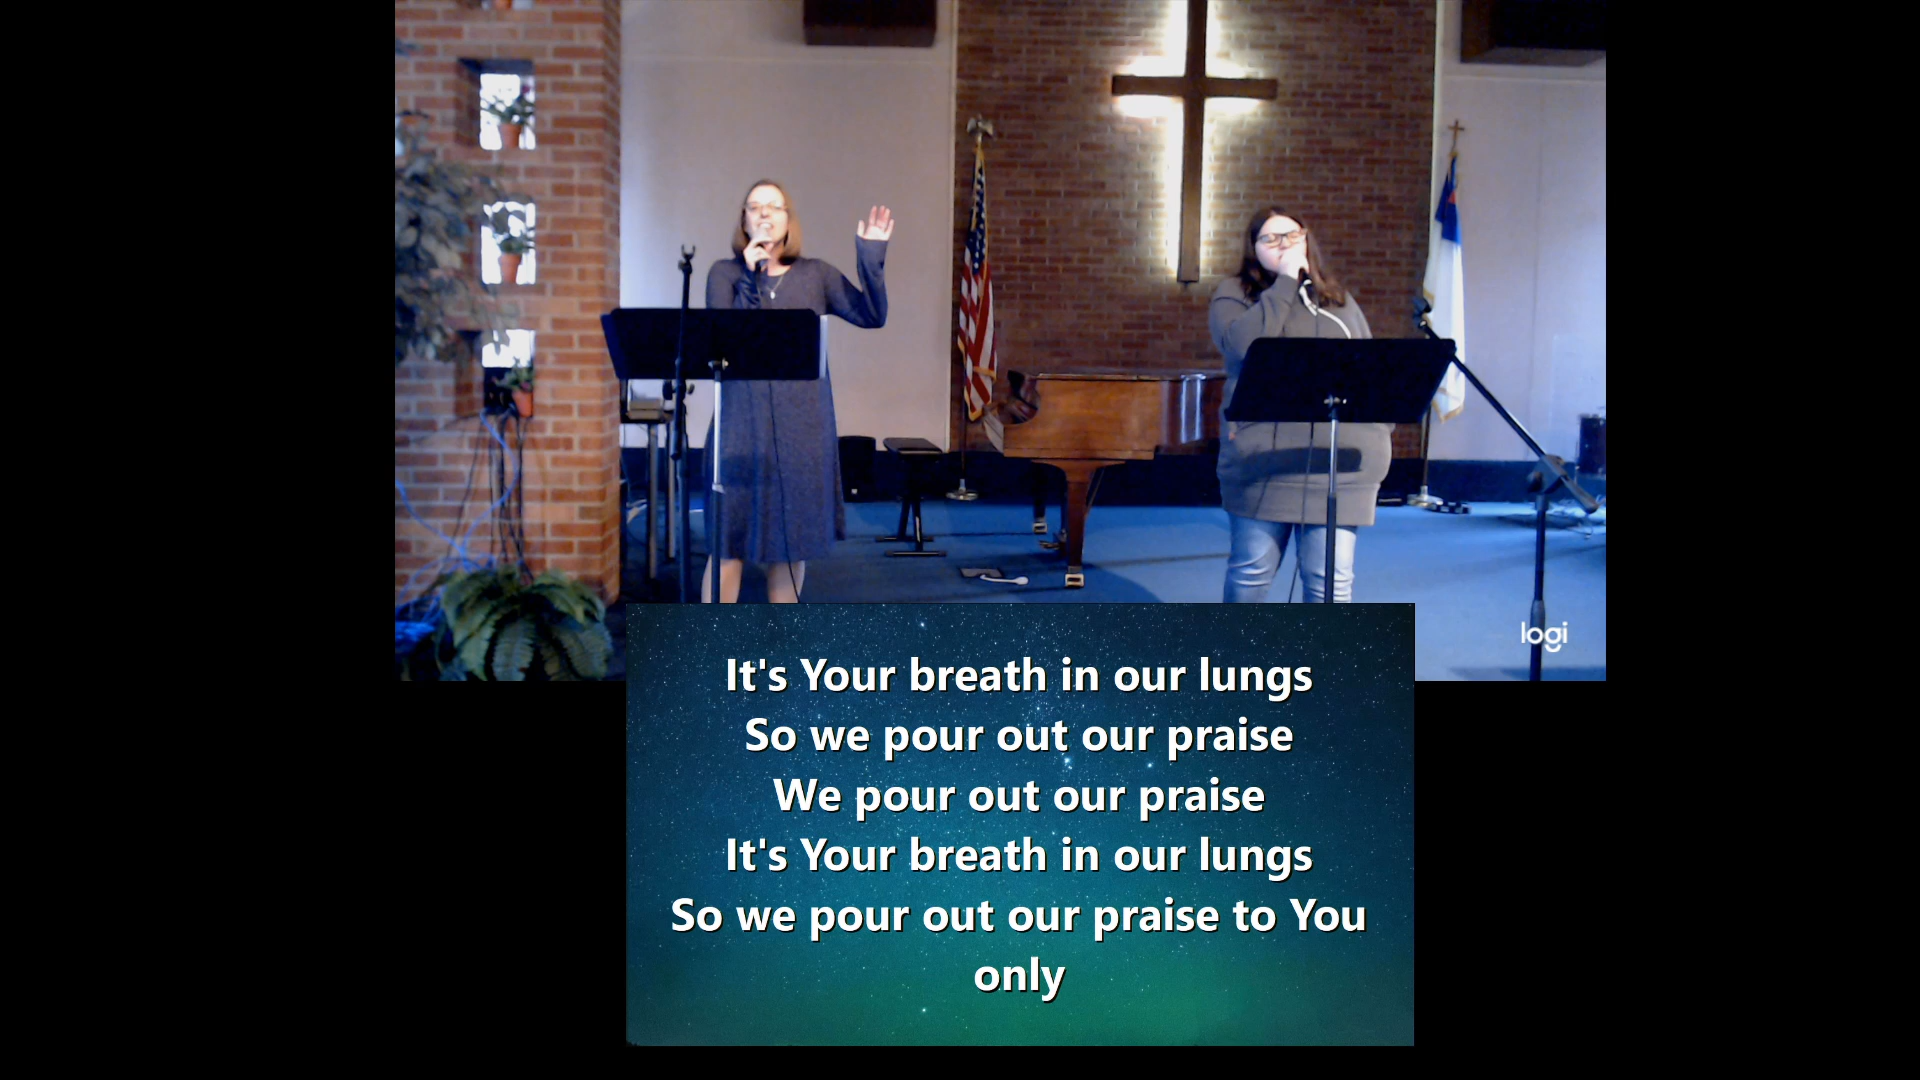 logi
It's Your breath in our lungs
So we pour out our praise
We pour out our praise
It's Your breath in our lungs
So we pour out our praise to You
only